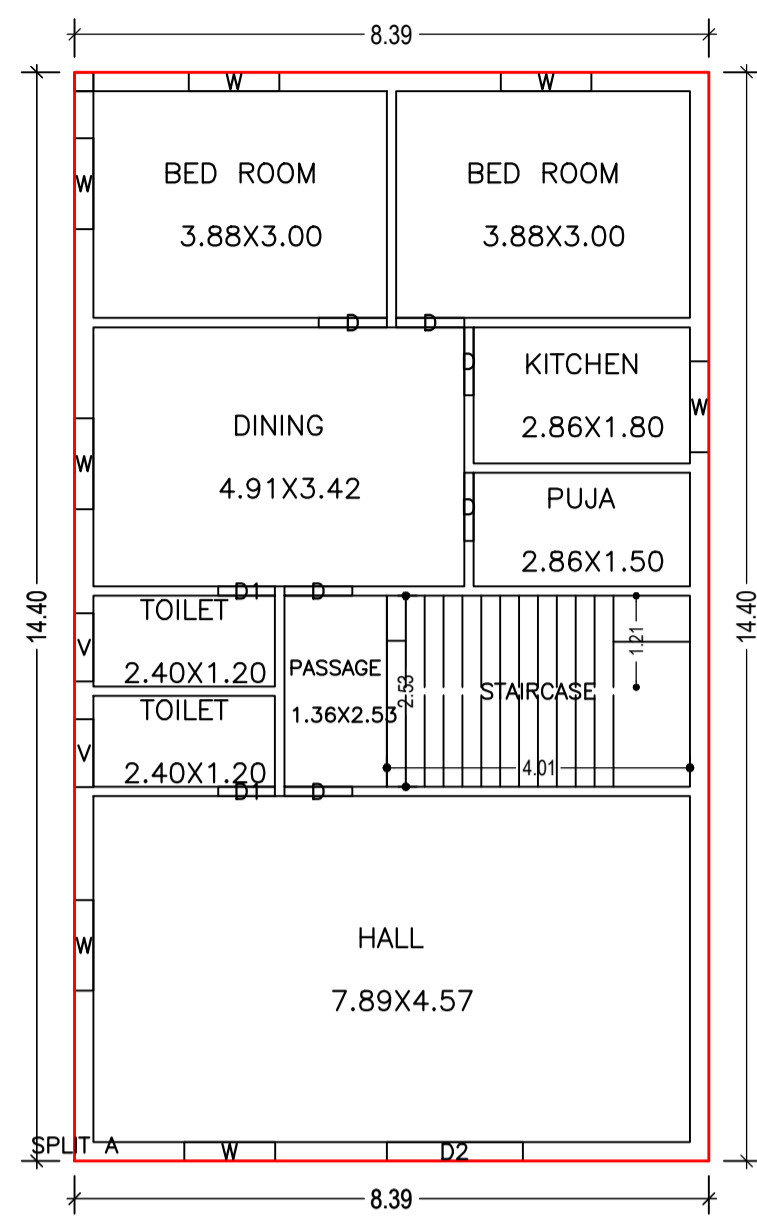 8.39
W
W
W
BED ROOM
BED ROOM
3.88X3.00
3.88X3.00
D
D
D
KITCHEN
W
2.86X1.80
DINING
W
4.91X3.42
D
PUJA
2.86X1.50
14.40
14.40
D1
D
TOILET
V
2.40X1.20
PASSAGE
1.36X2.53
2.53
STAIRCASE
1.21
TOILET
V
2.40X1.20
4.01
D1
D
HALL
W
7.89X4.57
SPLIT A
W
D2
8.39